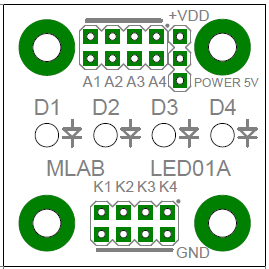 +VDD
A1 A2 A3 A4
POWER 5V
D1 D2 D3 D4
MLAB LED01A
K1 K2 K3 K4
GND